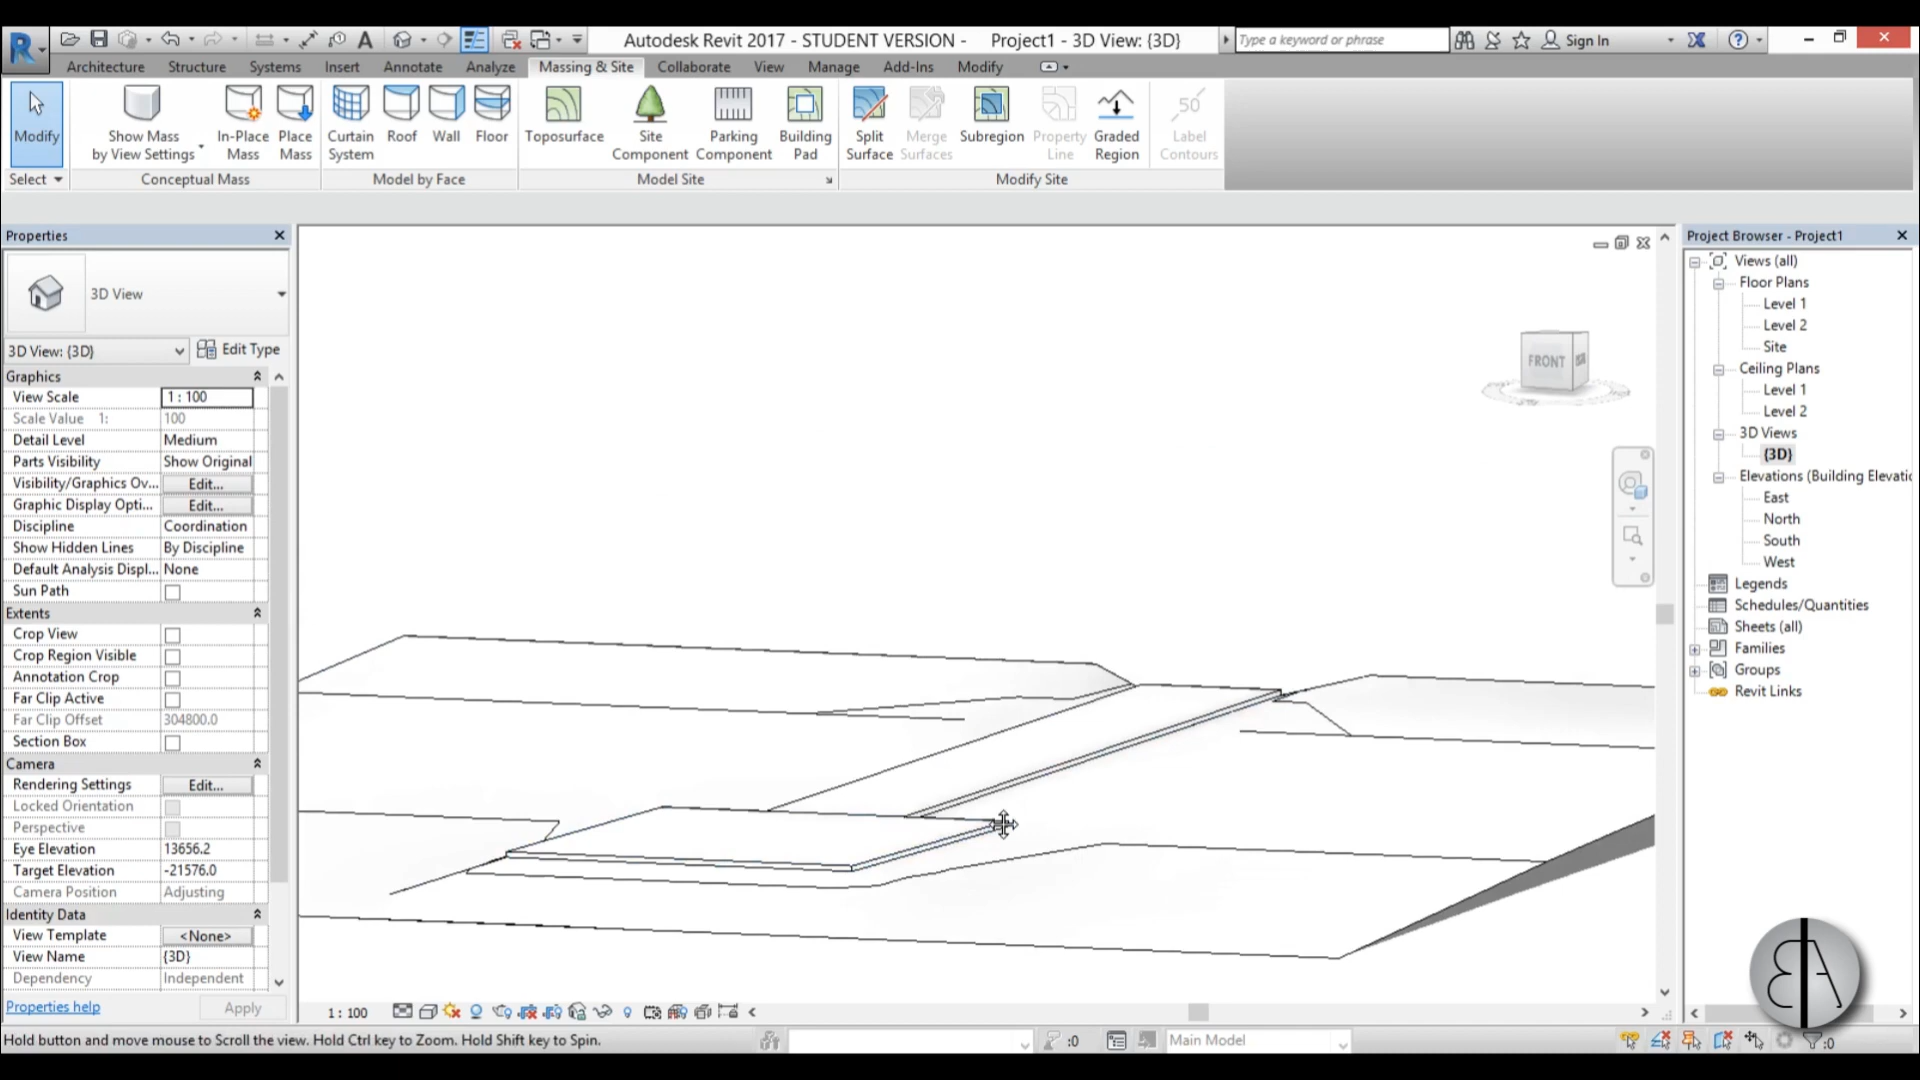 Autodesk Revit 2017 - STUDENT VERSION - Project1 - 3D View: {3D}
Type a keyword or phrase
Sign In
Architecture Structure Systems Insert Annotate Analyze Massing & Site Collaborate View Manage Add-Ins Modify
Modify
Show Mass
by View Settings
In-Place
Mass
Place
Mass
Curtain
System
Roof
Wall
Floor
Toposurface
Site
Component
Parking
Component
Building
Pad
Split
Surface
Merge
Surfaces
Subregion
Property
Line
Graded
Region
50
Label
Contours
Select
Conceptual Mass
Model by Face
Model Site
Modify Site
Properties
3D View
3D View: {3D}
Edit Type
Graphics
View Scale 1 : 100
Scale Value 1: 100
Detail Level Medium
Parts Visibility Show Original
Visibility/Graphics Ov... Edit...
Graphic Display Opti... Edit...
Discipline Coordination
Show Hidden Lines By Discipline
Default Analysis Displ... None
Sun Path
Extents
Crop View
Crop Region Visible
Annotation Crop
Far Clip Active
Far Clip Offset 304800.0
Section Box
Camera
Rendering Settings Edit...
Locked Orientation
Perspective
Eye Elevation 13656.2
Target Elevation -21576.0
Camera Position Adjusting
Identity Data
View Template <None>
View Name {3D}
Dependency Independent
Properties help
Apply
FRONT
Project Browser - Project1
Views (all)
Floor Plans
Level 1
Level 2
Site
Ceiling Plans
Level 1
Level 2
3D Views
{3D}
Elevations (Building Elevatio
East
North
South
West
Legends
Schedules/Quantities
Sheets (all)
Families
Groups
Revit Links
1 : 100
Hold button and move mouse to Scroll the view. Hold Ctrl key to Zoom. Hold Shift key to Spin.
:0
Main Model
:0